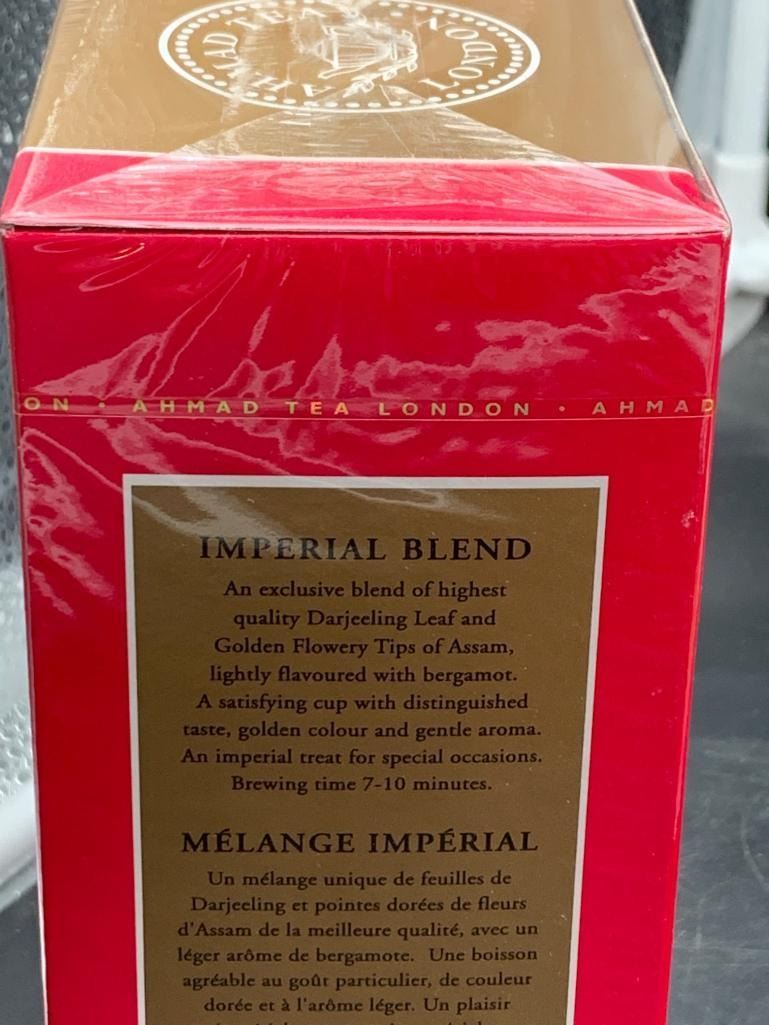 AHMAD TEA LONDON
ON · AHMAD TEA LONDON · AHMAD
IMPERIAL BLEND
An exclusive blend of highest
quality Darjeeling Leaf and
Golden Flowery Tips of Assam,
lightly flavoured with bergamot.
A satisfying cup with distinguished
taste, golden colour and gentle aroma.
An imperial treat for special occasions.
Brewing time 7-10 minutes.
MÉLANGE IMPÉRIAL
Un mélange unique de feuilles de
Darjeeling et pointes dorées de fleurs
d'Assam de la meilleure qualité, avec un
léger arôme de bergamote. Une boisson
agréable au goût particulier, de couleur
dorée et à l'arôme léger. Un plaisir